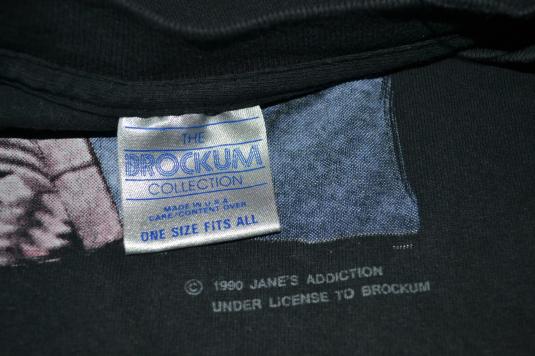 THE
BROCKUM
COLLECTION
MADE IN U.S.A.
CARE/CONTENT OVER
ONE SIZE FITS ALL
© 1990 JANE'S ADDICTION
UNDER LICENSE TO BROCKUM